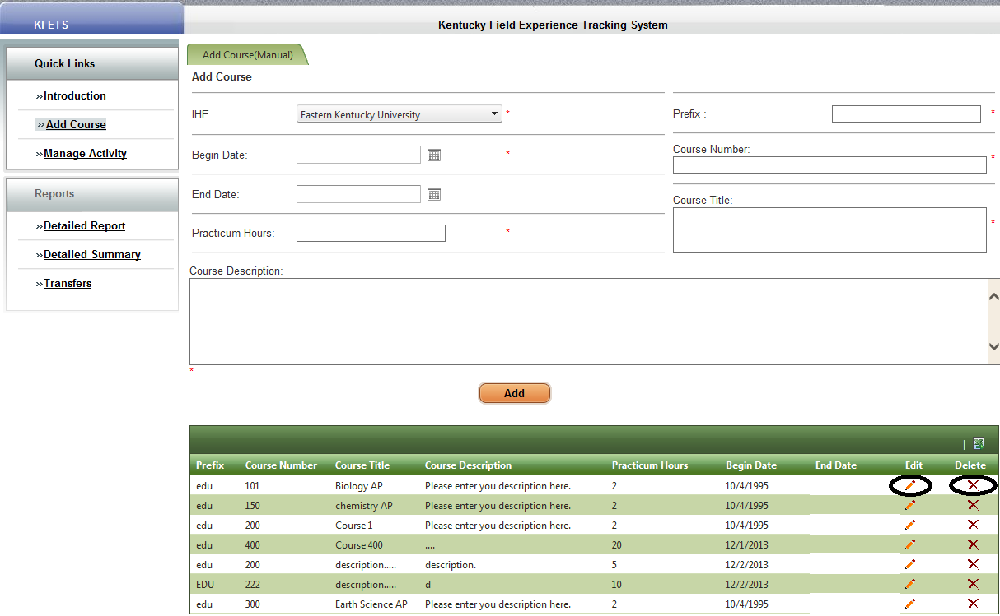 KFETS
Kentucky Field Experience Tracking System
Quick Links
»Introduction
»Add Course
»Manage Activity
Reports
»Detailed Report
»Detailed Summary
»Transfers
Add Course(Manual)
Add Course
IHE: Eastern Kentucky University *
Prefix : *
Begin Date: *
Course Number: *
End Date:
Course Title: *
Practicum Hours: *
Course Description:
*
Add
|
Prefix Course Number Course Title Course Description Practicum Hours Begin Date End Date Edit Delete
edu 101 Biology AP Please enter you description here. 2 10/4/1995
edu 150 chemistry AP Please enter you description here. 2 10/4/1995
edu 200 Course 1 Please enter you description here. 2 10/4/1995
edu 400 Course 400 .... 20 12/1/2013
edu 200 description..... description. 5 12/2/2013
EDU 222 description..... d 10 12/2/2013
edu 300 Earth Science AP Please enter you description here. 2 10/4/1995